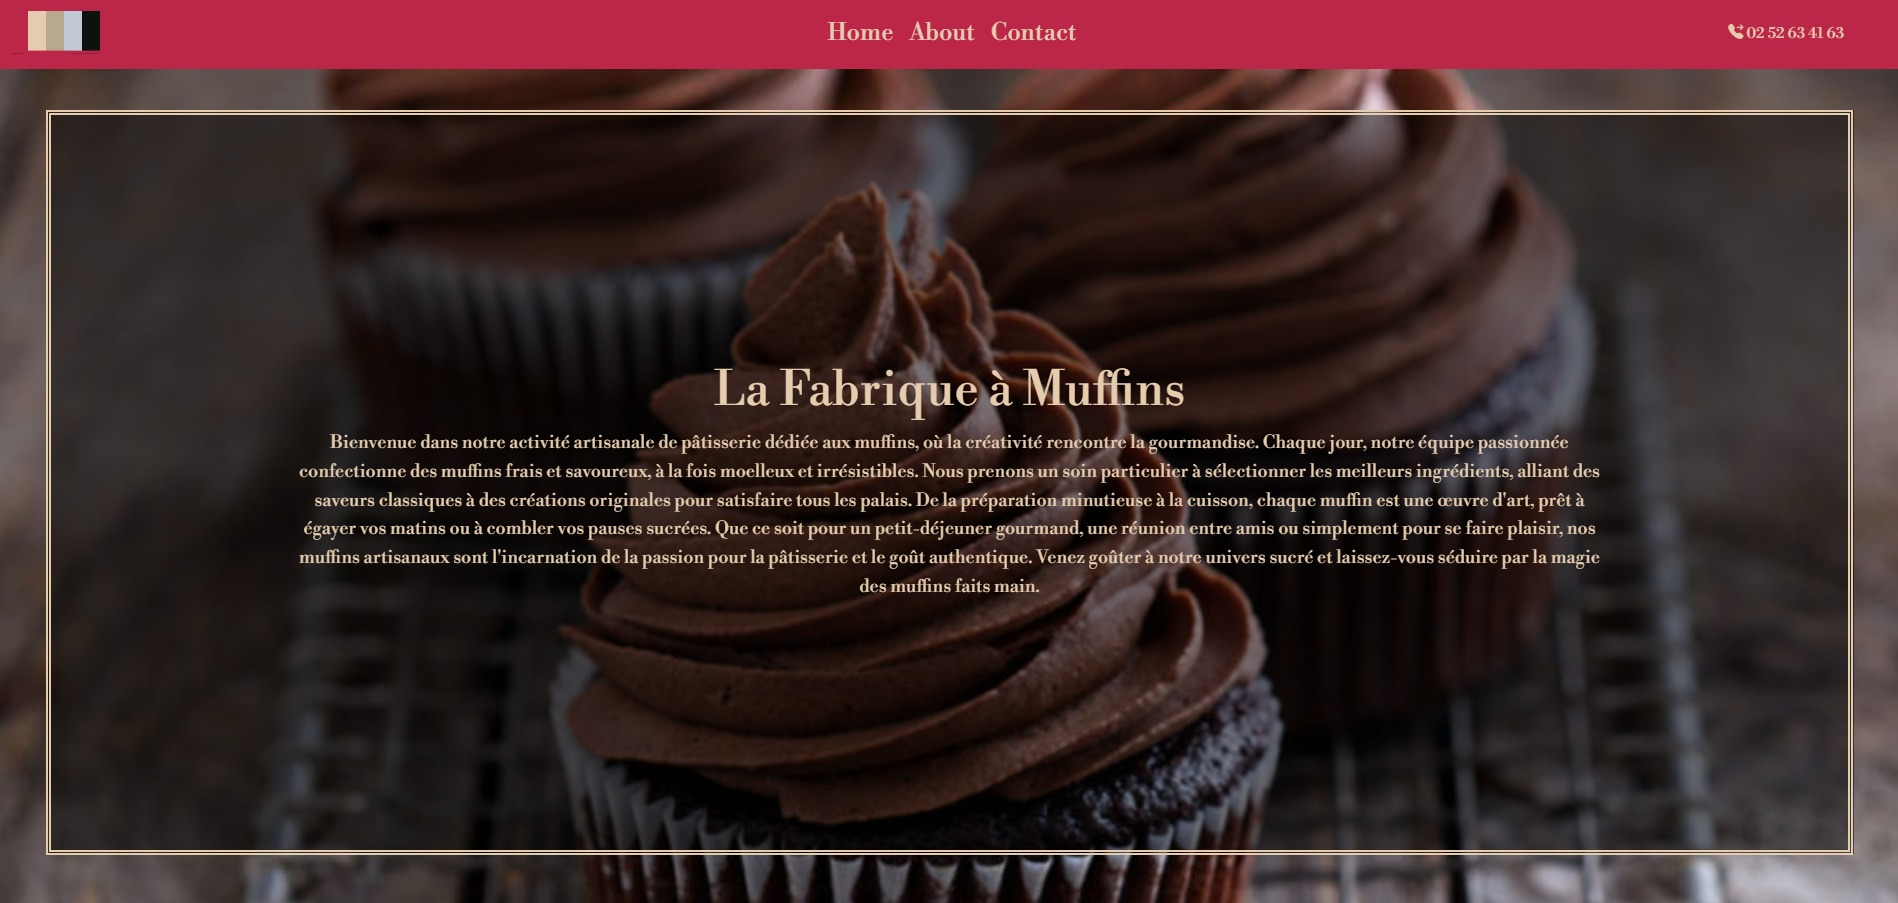 Home About Contact
02 52 63 41 63
La Fabrique à Muffins
Bienvenue dans notre activité artisanale de pâtisserie dédiée aux muffins, où la créativité rencontre la gourmandise. Chaque jour, notre équipe passionnée
confectionne des muffins frais et savoureux, à la fois moelleux et irrésistibles. Nous prenons un soin particulier à sélectionner les meilleurs ingrédients, alliant des
saveurs classiques à des créations originales pour satisfaire tous les palais. De la préparation minutieuse à la cuisson, chaque muffin est une œuvre d'art, prêt à
égayer vos matins ou à combler vos pauses sucrées. Que ce soit pour un petit-déjeuner gourmand, une réunion entre amis ou simplement pour se faire plaisir, nos
muffins artisanaux sont l'incarnation de la passion pour la pâtisserie et le goût authentique. Venez goûter à notre univers sucré et laissez-vous séduire par la magie
des muffins faits main.